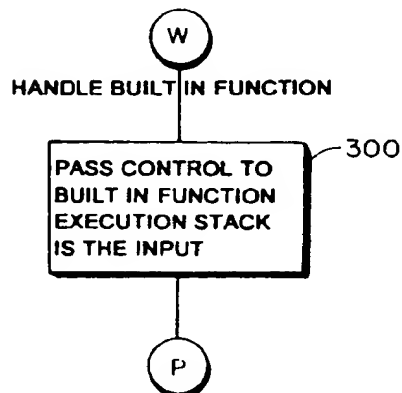 W
HANDLE BUILT IN FUNCTION
300
PASS CONTROL TO
BUILT IN FUNCTION
EXECUTION STACK
IS THE INPUT
P